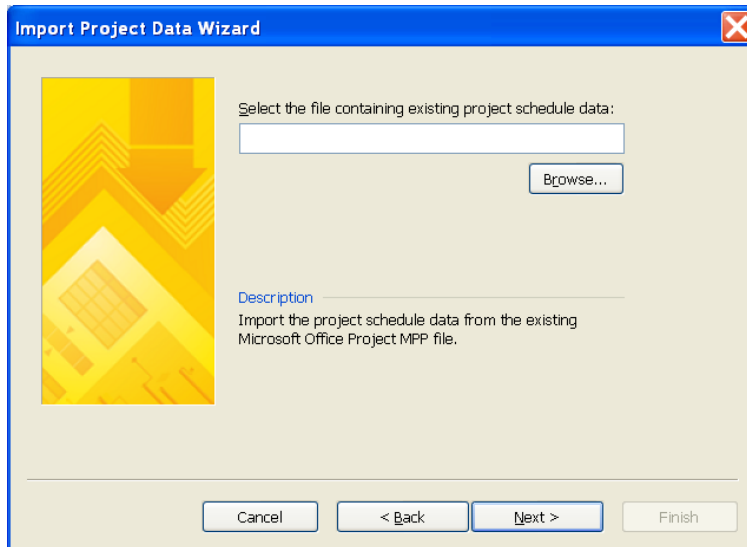 Import Project Data Wizard
Select the file containing existing project schedule data:
Browse...
Description
Import the project schedule data from the existing
Microsoft Office Project MPP file.
Cancel
< Back
Next >
Finish